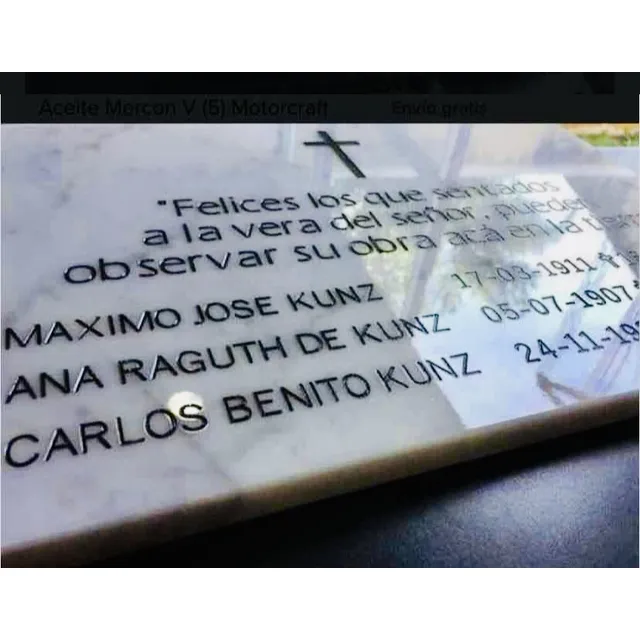 Aceite Mercon V (5) Motorcraft Envío gratis
"Felices los que sentados
a la vera del señor, pueden
observar su obra acá en la tierra
MAXIMO JOSE KUNZ 17-03-1911
ANA RAGUTH DE KUNZ 05-07-1907
CARLOS BENITO KUNZ 24-11-19